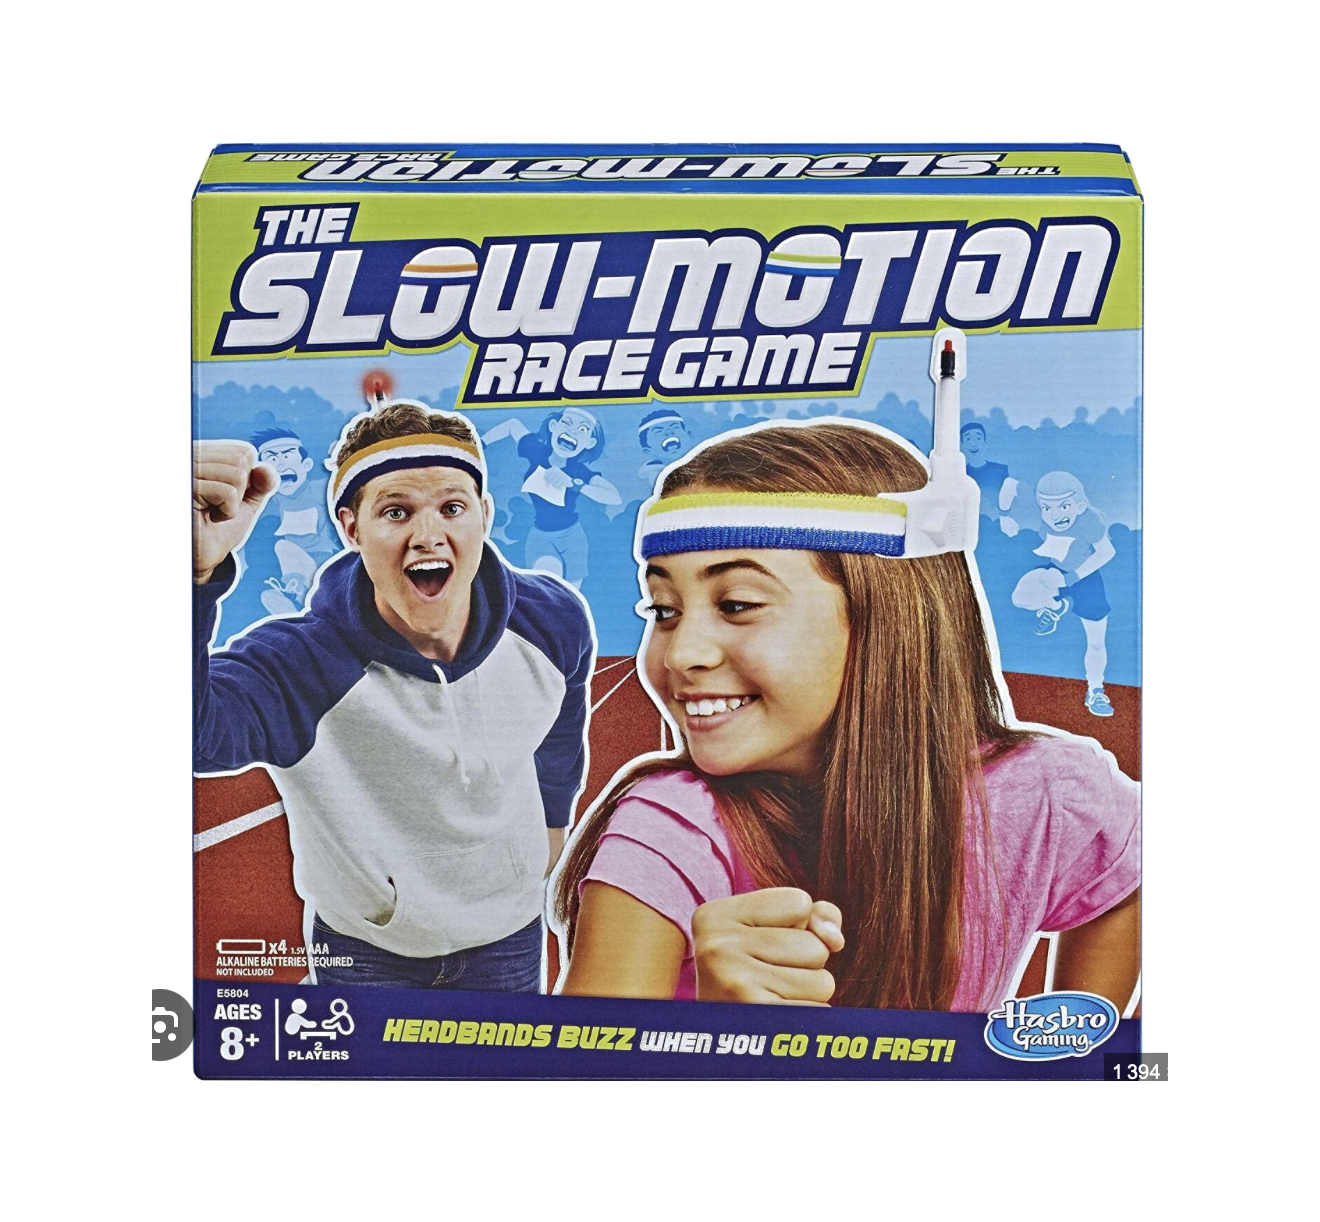 THE SLOW-MOTION RACE GAME
THE
SLOW-MOTION
RACE GAME
x4 1.5V AAA
ALKALINE BATTERIES REQUIRED
NOT INCLUDED
E5804
AGES
8+
2
PLAYERS
HEADBANDS BUZZ WHEN YOU GO TOO FAST!
Hasbro
Gaming
1 394